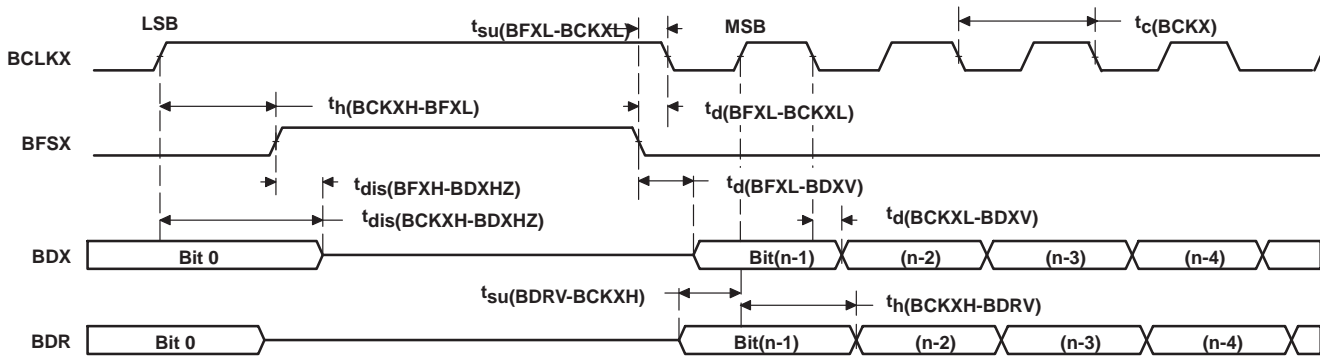 LSB tsu(BFXL-BCKXL) MSB tc(BCKX)
BCLKX
th(BCKXH-BFXL) td(BFXL-BCKXL)
BFSX
tdis(BFXH-BDXHZ) td(BFXL-BDXV)
tdis(BCKXH-BDXHZ) td(BCKXL-BDXV)
BDX Bit 0 Bit(n-1) (n-2) (n-3) (n-4)
tsu(BDRV-BCKXH) th(BCKXH-BDRV)
BDR Bit 0 Bit(n-1) (n-2) (n-3) (n-4)